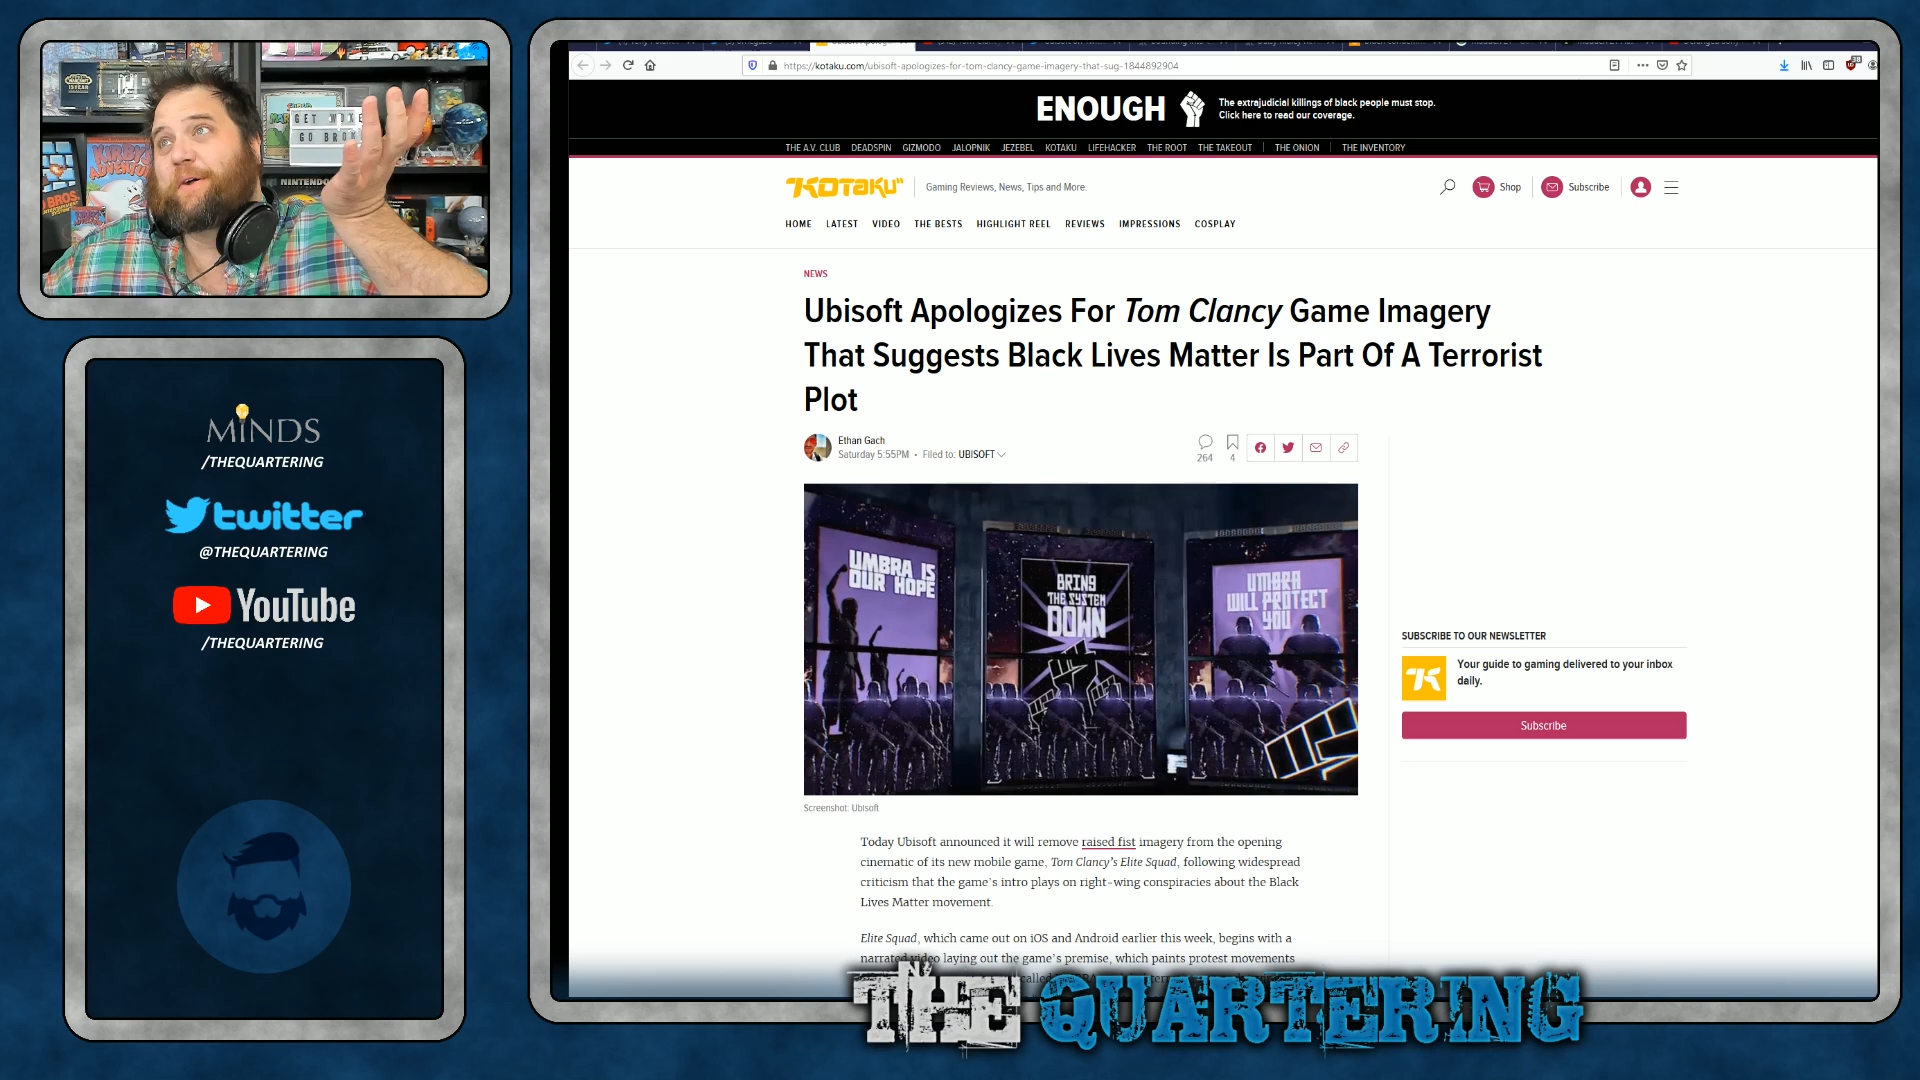 https://kotaku.com/ubisoft-apologizes-for-tom-clancy-game-imagery-that-sug-1844892904
ENOUGH
The extrajudicial killings of black people must stop.
Click here to read our coverage.
THE A.V. CLUB DEADSPIN GIZMODO JALOPNIK JEZEBEL KOTAKU LIFEHACKER THE ROOT THE TAKEOUT THE ONION THE INVENTORY
KOTAKU
Gaming Reviews, News, Tips and More.
Shop
Subscribe
HOME LATEST VIDEO THE BESTS HIGHLIGHT REEL REVIEWS IMPRESSIONS COSPLAY
NEWS
Ubisoft Apologizes For Tom Clancy Game Imagery
That Suggests Black Lives Matter Is Part Of A Terrorist
Plot
Ethan Gach
Saturday 5:55PM • Filed to: UBISOFT
264
4
UMBRA IS
OUR HOPE
BRING
THE SYSTEM
DOWN
UMBRA
WILL PROTECT
YOU
Screenshot: Ubisoft
Today Ubisoft announced it will remove raised fist imagery from the opening
cinematic of its new mobile game, Tom Clancy's Elite Squad, following widespread
criticism that the game's intro plays on right-wing conspiracies about the Black
Lives Matter movement.
Elite Squad, which came out on iOS and Android earlier this week, begins with a
narrated video laying out the game's premise, which paints protest movements
called
SUBSCRIBE TO OUR NEWSLETTER
Your guide to gaming delivered to your inbox
daily.
Subscribe
GET WOKE
GO BROK
KIRBY'S
ADVENTU
BROS.
NINTENDO
MINDS
/THEQUARTERING
twitter
@THEQUARTERING
YouTube
/THEQUARTERING
THE QUARTERING